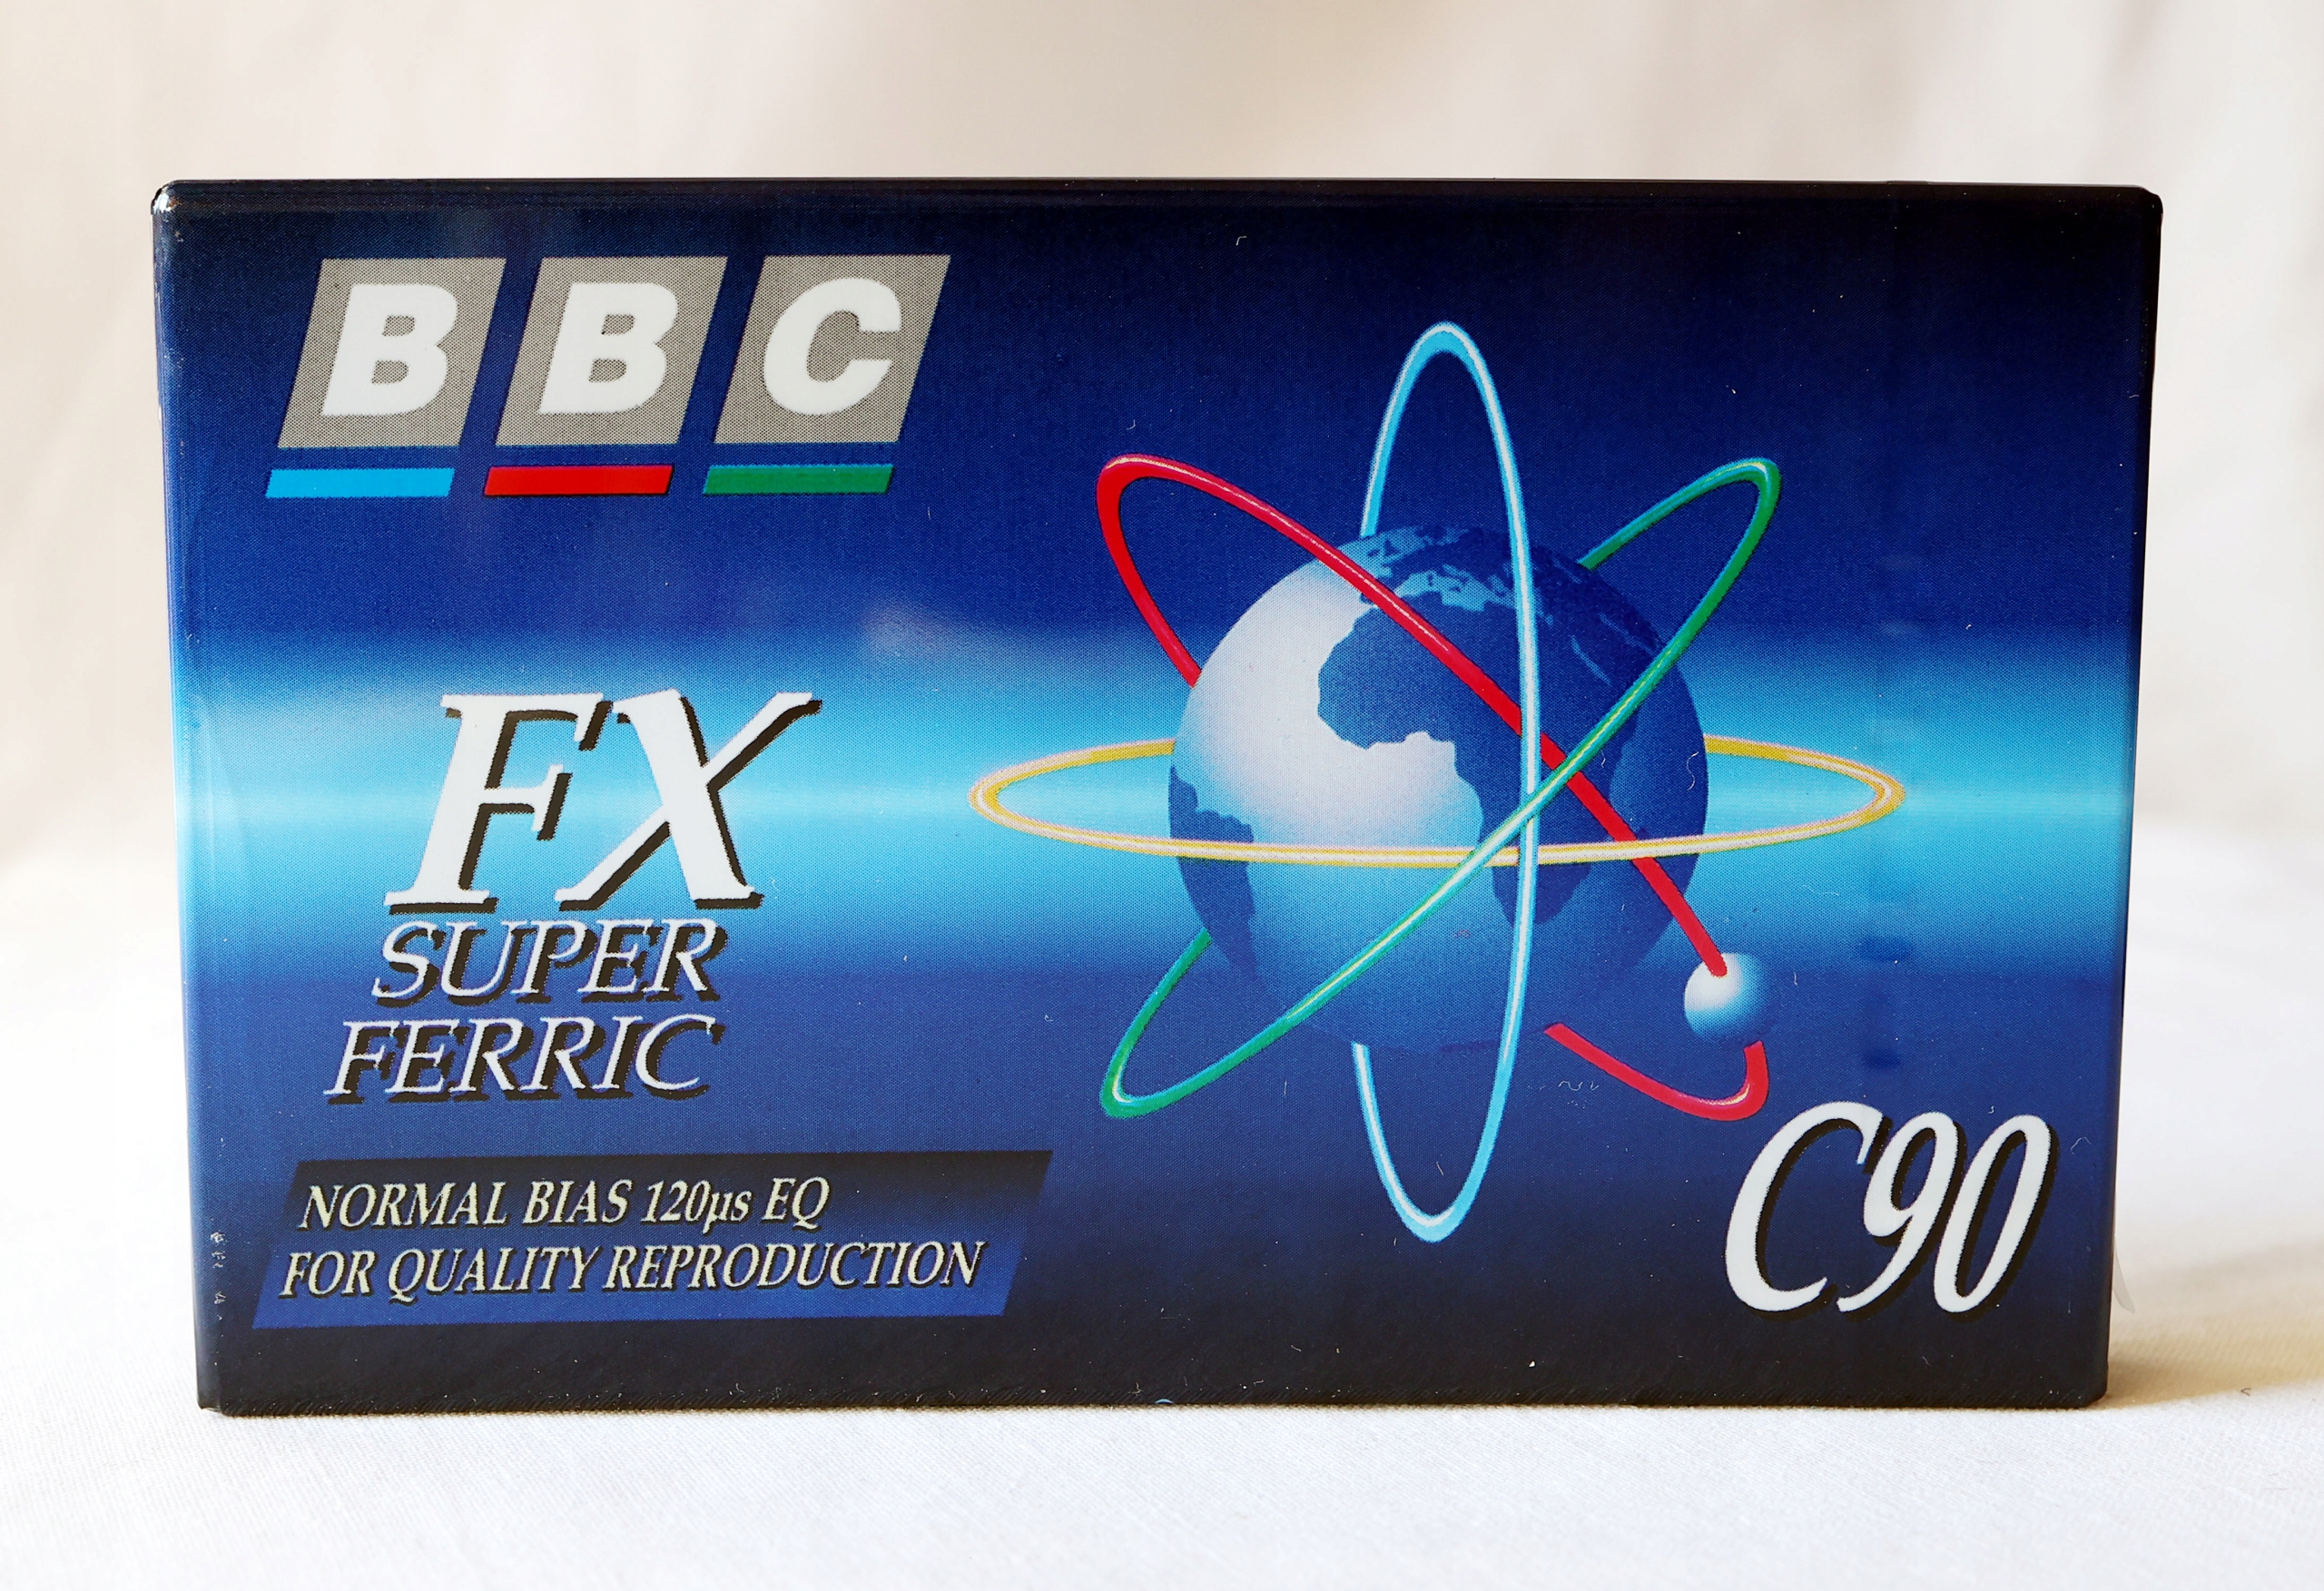 BBC
FX
SUPER
FERRIC
NORMAL BIAS 120µs EQ
FOR QUALITY REPRODUCTION
C90